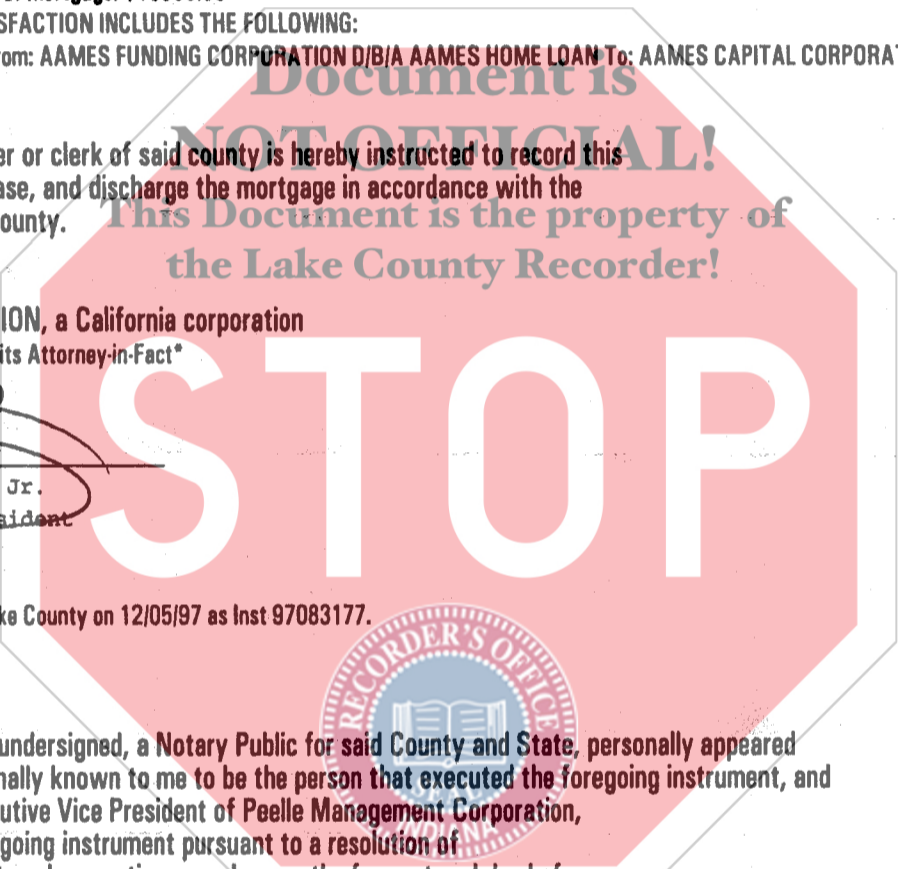 SFACTION INCLUDES THE FOLLOWING:
om: AAMES FUNDING CORPORATION D/B/A AAMES HOME LOAN To: AAMES CAPITAL CORPORAT
Document is
NOT OFFICIAL!
er or clerk of said county is hereby instructed to record this
ase, and discharge the mortgage in accordance with the
ounty.
This Document is the property of
the Lake County Recorder!
ION, a California corporation
its Attorney-in-Fact*
STOP
Jr.
sident
ke County on 12/05/97 as Inst 97083177.
RECORDER'S OFFICE
undersigned, a Notary Public for said County and State, personally appeared
nally known to me to be the person that executed the foregoing instrument, and
utive Vice President of Peelle Management Corporation,
going instrument pursuant to a resolution of
INDIANA